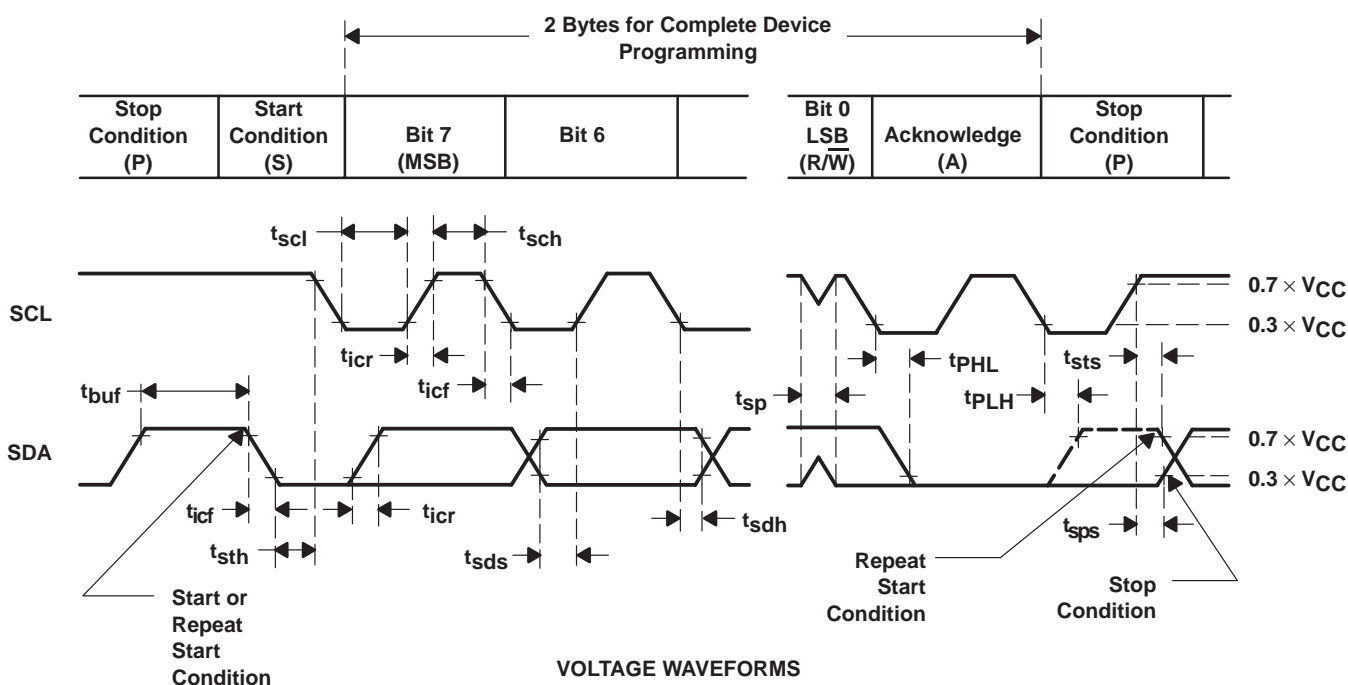 2 Bytes for Complete Device
Programming
Stop
Condition
(P)
Start
Condition
(S)
Bit 7
(MSB)
Bit 6
Bit 0
LSB
(R/W̅)
Acknowledge
(A)
Stop
Condition
(P)
tscl
tsch
SCL
0.7 × VCC
0.3 × VCC
ticr
ticf
tbuf
tPHL
tsts
tsp
tPLH
SDA
0.7 × VCC
0.3 × VCC
ticf
ticr
tsth
tsds
tsdh
tsps
Repeat
Start
Condition
Stop
Condition
Start or
Repeat
Start
Condition
VOLTAGE WAVEFORMS